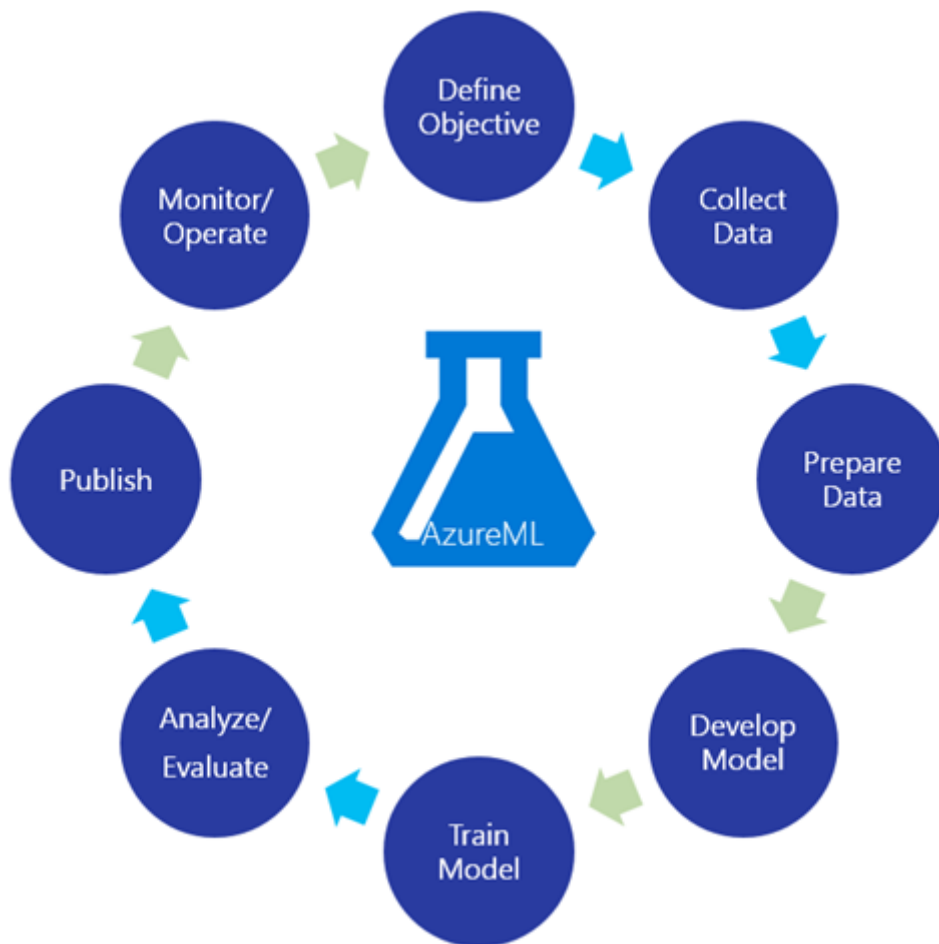 Define
Objective
Collect
Data
Prepare
Data
Develop
Model
Train
Model
Analyze/
Evaluate
Publish
Monitor/
Operate
AzureML